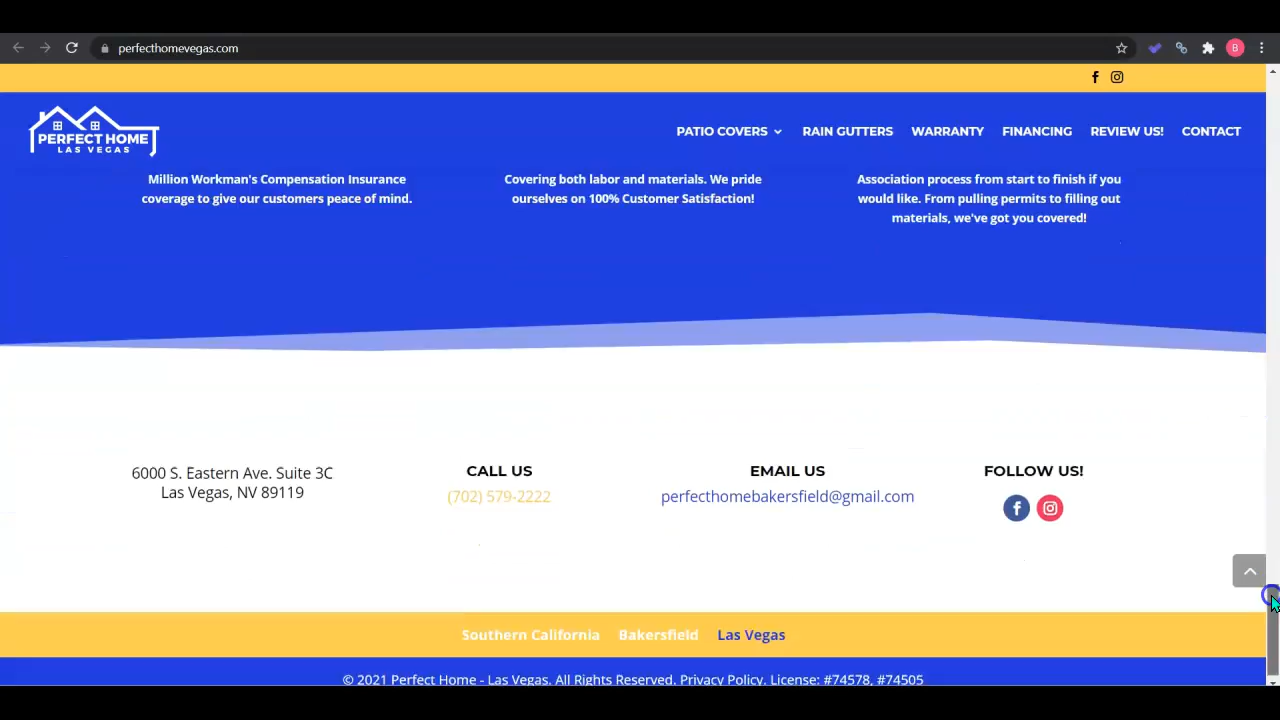 perfecthomevegas.com
B
PERFECT HOME
LAS VEGAS
PATIO COVERS
RAIN GUTTERS
WARRANTY
FINANCING
REVIEW US!
CONTACT
Million Workman's Compensation Insurance
coverage to give our customers peace of mind.
Covering both labor and materials. We pride
ourselves on 100% Customer Satisfaction!
Association process from start to finish if you
would like. From pulling permits to filling out
materials, we've got you covered!
6000 S. Eastern Ave. Suite 3C
Las Vegas, NV 89119
CALL US
(702) 579-2222
EMAIL US
perfecthomebakersfield@gmail.com
FOLLOW US!
Southern California Bakersfield Las Vegas
© 2021 Perfect Home - Las Vegas. All Rights Reserved. Privacy Policy. License: #74578, #74505